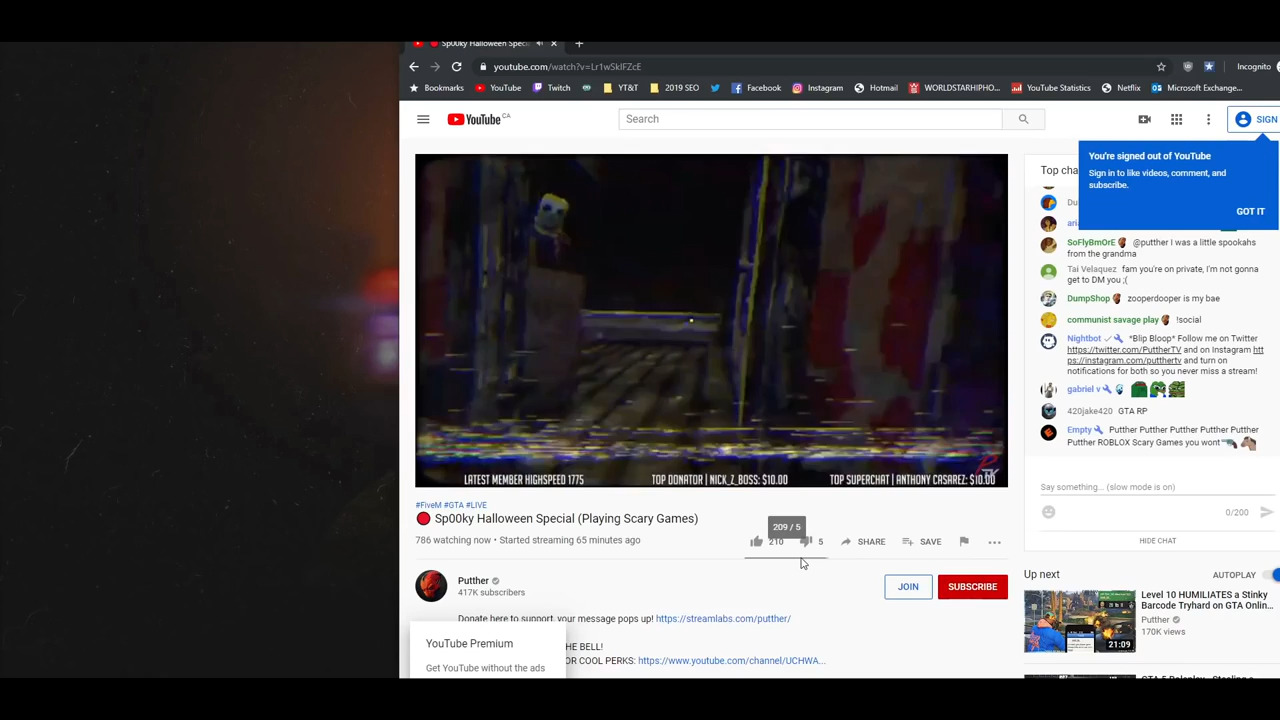 Sp00ky Halloween Speci
youtube.com/watch?v=Lr1wSkIFZcE
Incognito
Bookmarks YouTube Twitch YT&T 2019 SEO Facebook Instagram Hotmail WORLDSTARHIPHO... YouTube Statistics Netflix Microsoft Exchange...
YouTube CA
Search
SIGN
You're signed out of YouTube
Sign in to like videos, comment, and
subscribe.
GOT IT
Top cha
Du
ari
SoFlyBmOrE @putther I was a little spookahs
from the grandma
Tai Velaquez fam you're on private, I'm not gonna
get to DM you ;(
DumpShop zooperdooper is my bae
communist savage play !social
Nightbot *Blip Bloop* Follow me on Twitter
https://twitter.com/PuttherTV and on Instagram htt
ps://instagram.com/putthertv and turn on
notifications for both so you never miss a stream!
gabriel v
420jake420 GTA RP
Empty Putther Putther Putther Putther Putther
Putther ROBLOX Scary Games you wont
Say something... (slow mode is on)
0/200
HIDE CHAT
LATEST MEMBER HIGHSPEED 1775 TOP DONATOR | NICK_Z_BOSS: $10.00 TOP SUPERCHAT | ANTHONY CASAREZ: $10.00
#FiveM #GTA #LIVE
Sp00ky Halloween Special (Playing Scary Games)
209 / 5
786 watching now • Started streaming 65 minutes ago
210 5 SHARE SAVE
Putther
417K subscribers
JOIN SUBSCRIBE
Donate here to support, your message pops up! https://streamlabs.com/putther/
HE BELL!
OR COOL PERKS: https://www.youtube.com/channel/UCHWA...
YouTube Premium
Get YouTube without the ads
Up next AUTOPLAY
Level 10 HUMILIATES a Stinky
Barcode Tryhard on GTA Onlin...
Putther
170K views
21:09